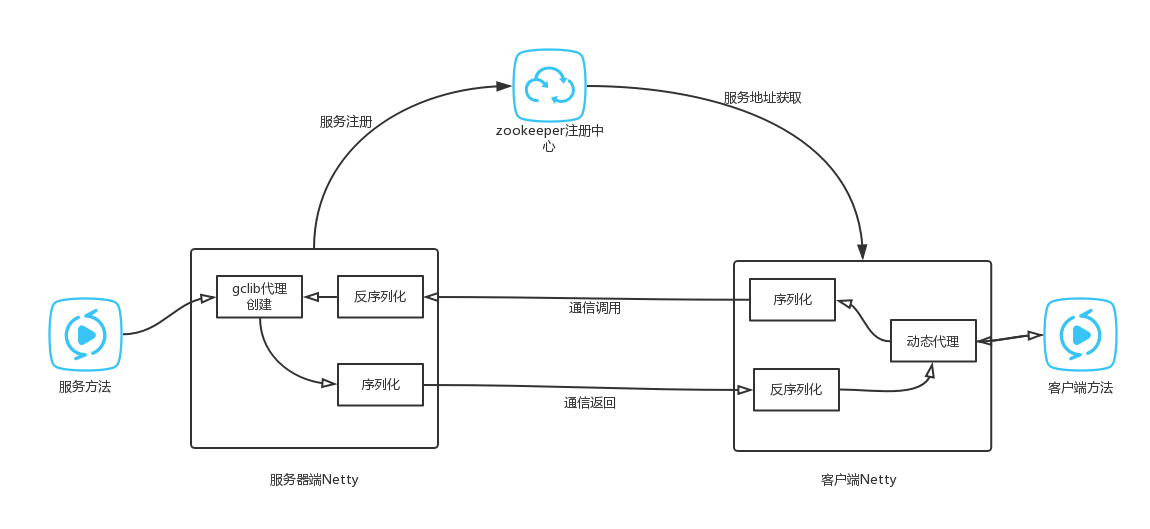 服务地址获取
服务注册
zookeeper注册中
心
gclib代理
创建
反序列化
序列化
通信调用
动态代理
服务方法
序列化
通信返回
反序列化
客户端方法
服务器端Netty
客户端Netty